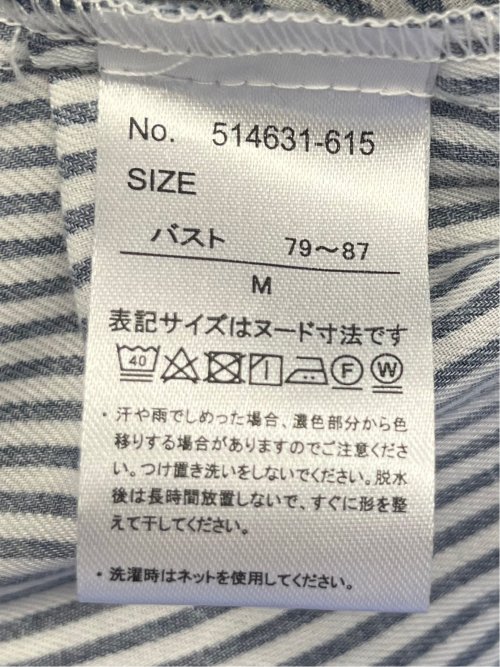 No. 514631-615
SIZE
バスト 79～87
M
表記サイズはヌード寸法です
40 F W
・汗や雨でしめった場合、濃色部分から色
移りする場合がありますのでご注意くださ
い。つけ置き洗いをしないでください。脱水
後は長時間放置しないで、すぐに形を整
えて干してください。
・洗濯時はネットを使用してください。